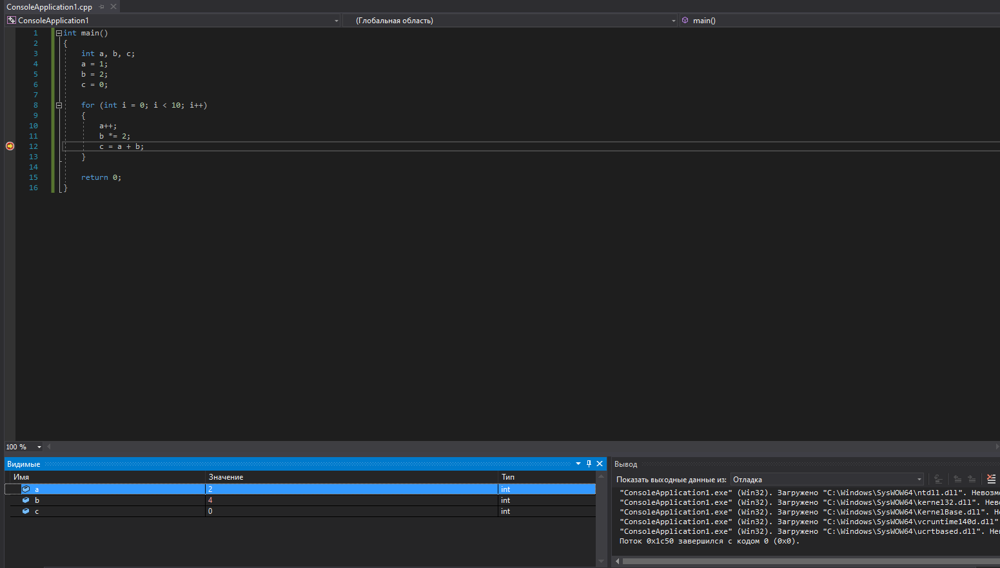 ConsoleApplication1.cpp
ConsoleApplication1 (Глобальная область) main()
1 int main()
2 {
3 int a, b, c;
4 a = 1;
5 b = 2;
6 c = 0;
7
8 for (int i = 0; i < 10; i++)
9 {
10 a++;
11 b *= 2;
12 c = a + b;
13 }
14
15 return 0;
16 }
100 %
Видимые
Имя Значение Тип
a 2 int
b 4 int
c 0 int
Вывод
Показать выходные данные из: Отладка
"ConsoleApplication1.exe" (Win32). Загружено "C:\Windows\SysWOW64\ntdll.dll". Невозм
"ConsoleApplication1.exe" (Win32). Загружено "C:\Windows\SysWOW64\kernel32.dll". Нев
"ConsoleApplication1.exe" (Win32). Загружено "C:\Windows\SysWOW64\KernelBase.dll". Н
"ConsoleApplication1.exe" (Win32). Загружено "C:\Windows\SysWOW64\vcruntime140d.dll"
"ConsoleApplication1.exe" (Win32). Загружено "C:\Windows\SysWOW64\ucrtbased.dll". Не
Поток 0x1c50 завершился с кодом 0 (0x0).